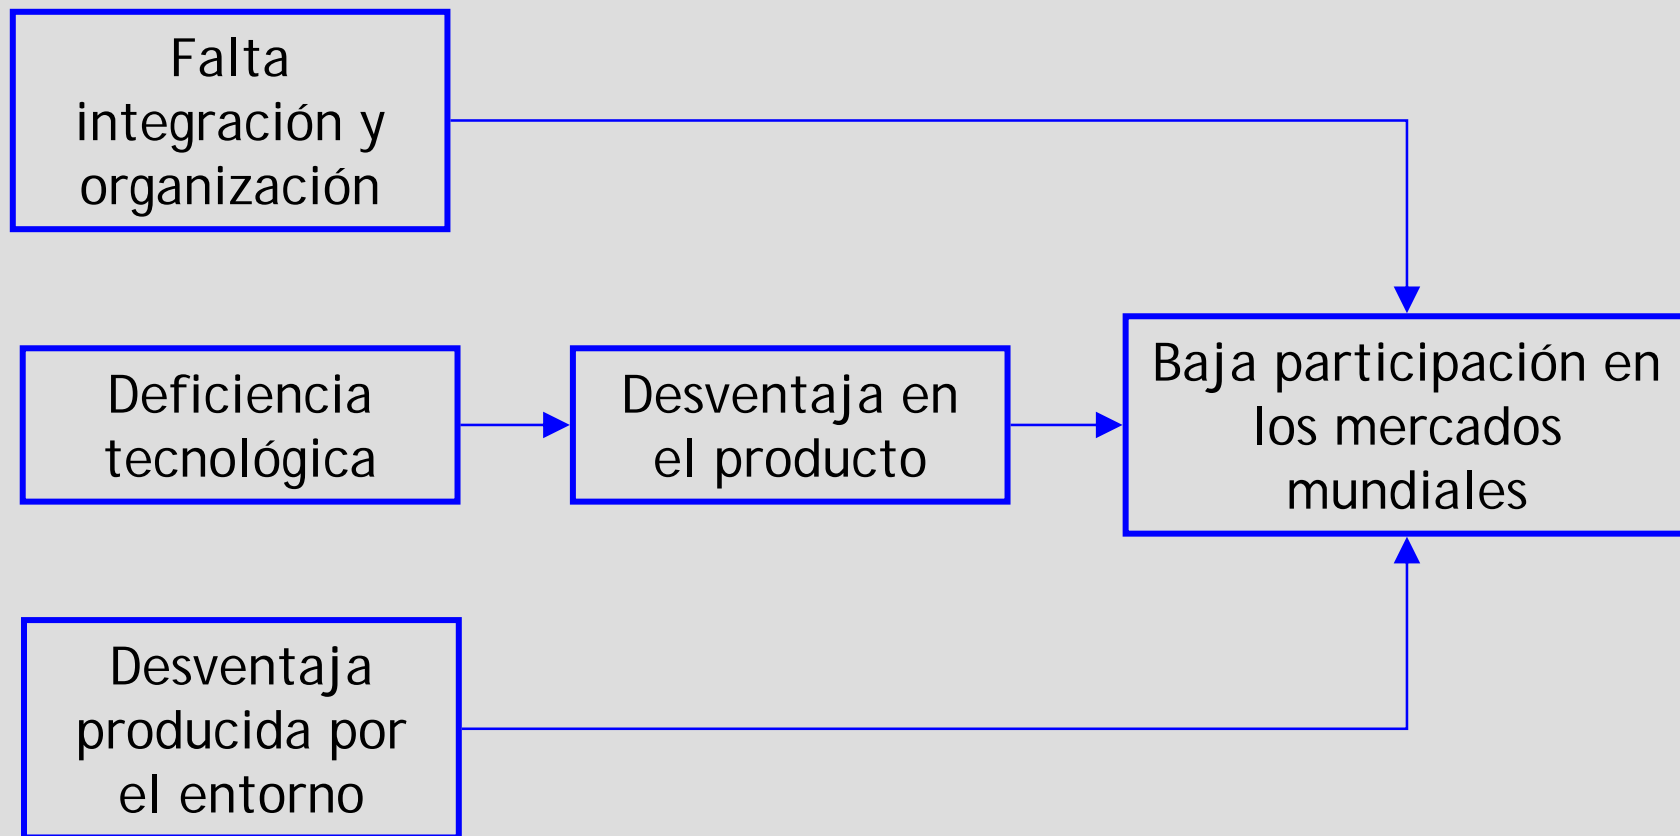 Falta
integración y
organización
Deficiencia
tecnológica
Desventaja en
el producto
Baja participación en
los mercados
mundiales
Desventaja
producida por
el entorno